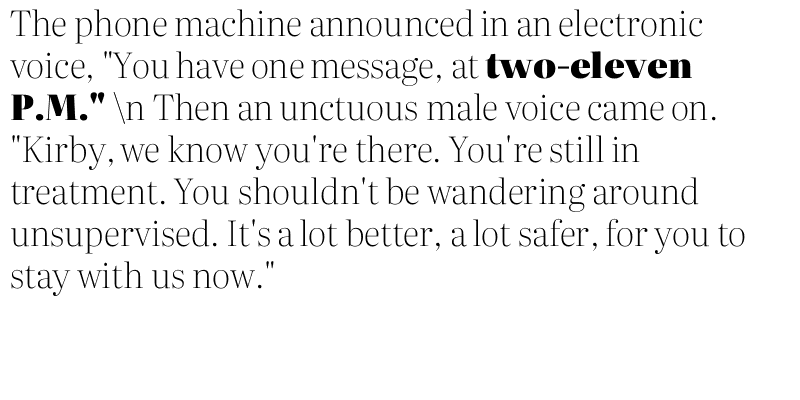 The phone machine announced in an electronic
voice, "You have one message, at two-eleven
P.M." \n Then an unctuous male voice came on.
"Kirby, we know you're there. You're still in
treatment. You shouldn't be wandering around
unsupervised. It's a lot better, a lot safer, for you to
stay with us now."